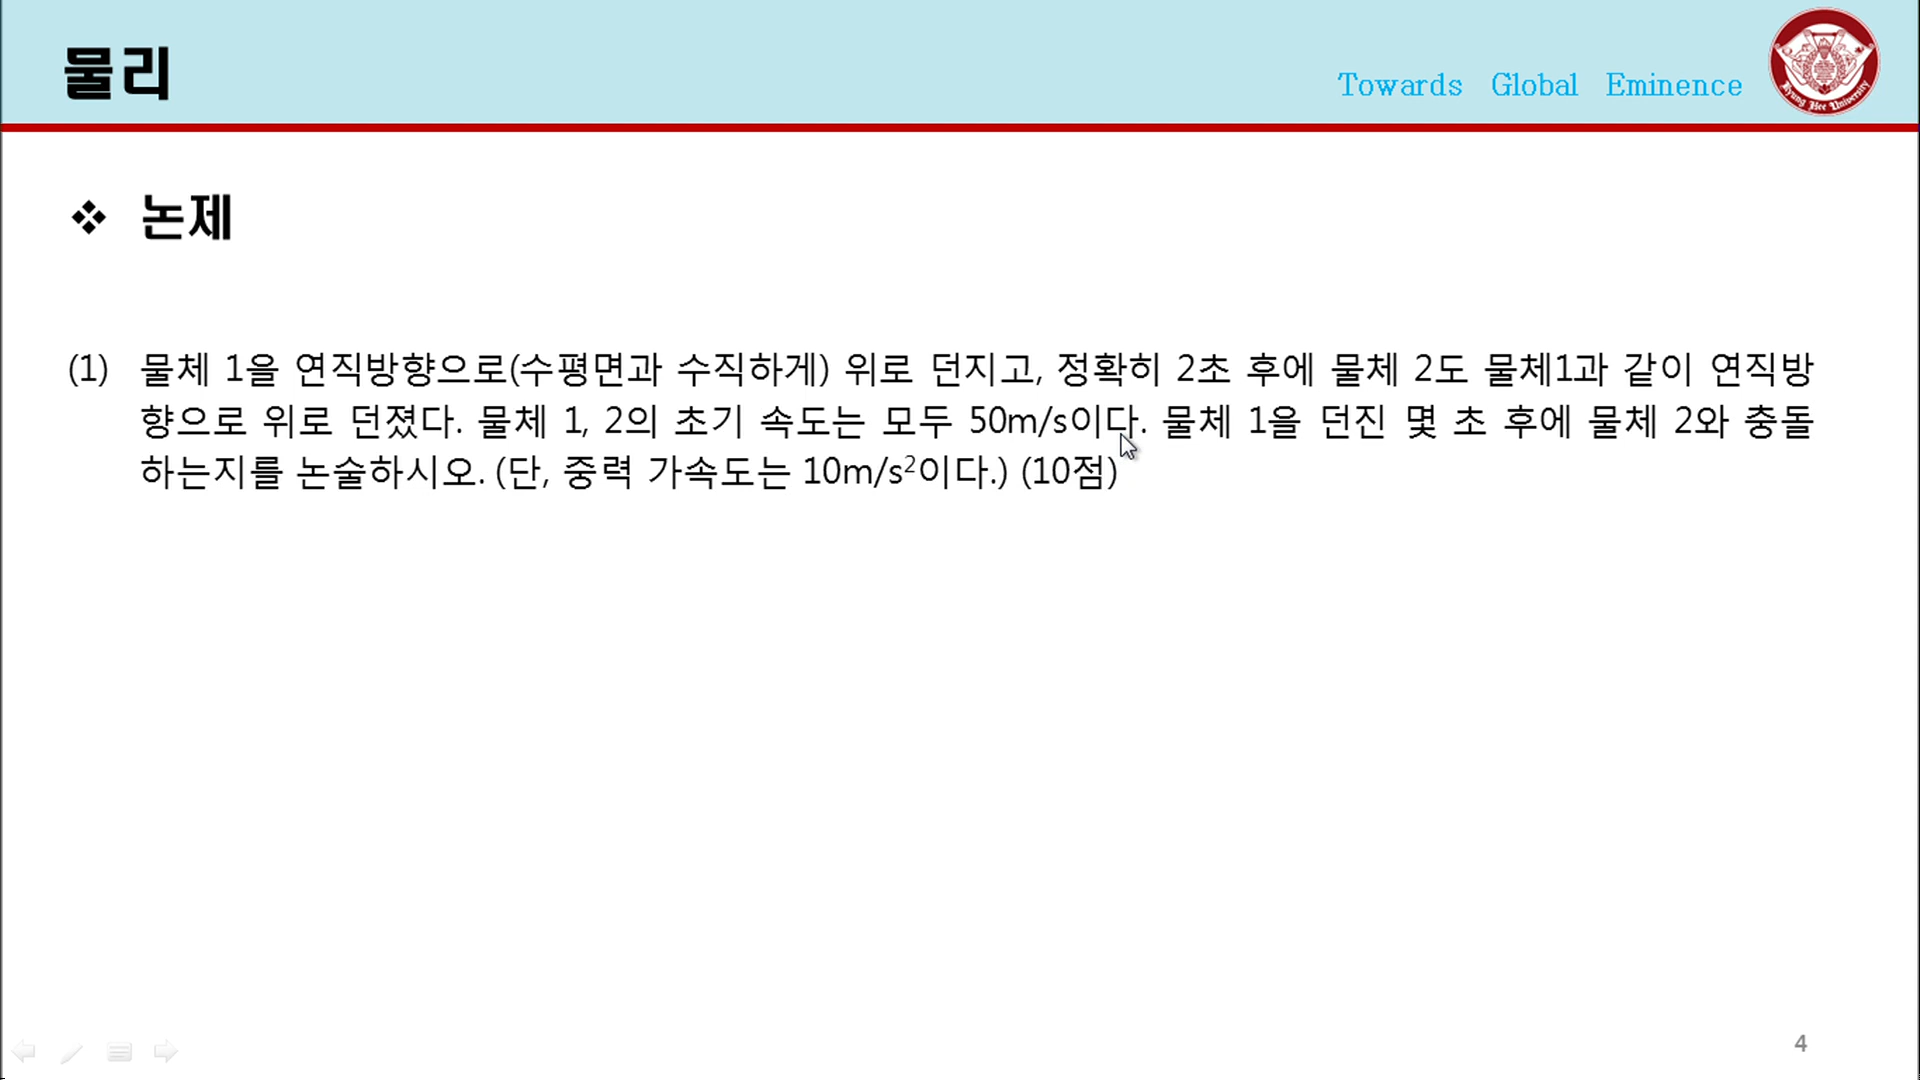 물리
Towards Global Eminence
Kyung Hee University
❖ 논제
(1) 물체 1을 연직방향으로(수평면과 수직하게) 위로 던지고, 정확히 2초 후에 물체 2도 물체1과 같이 연직방
향으로 위로 던졌다. 물체 1, 2의 초기 속도는 모두 50m/s이다. 물체 1을 던진 몇 초 후에 물체 2와 충돌
하는지를 논술하시오. (단, 중력 가속도는 10m/s²이다.) (10점)
4